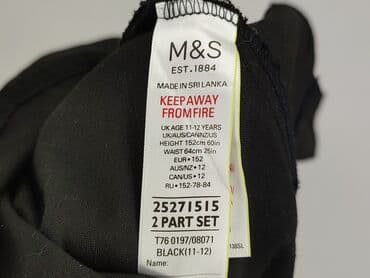 M&S
EST. 1884
MADE IN SRI LANKA
KEEP AWAY
FROM FIRE
UK AGE 11-12 YEARS
UK/AUS/CAN/NZ/US
HEIGHT 152cm 60in
WAIST 64cm 25in
EUR • 152
AUS/NZ • 12
CAN/US • 12
RU • 152-78-84
25271515
2 PART SET
T76 0197/08071
BLACK(11-12)
Name: